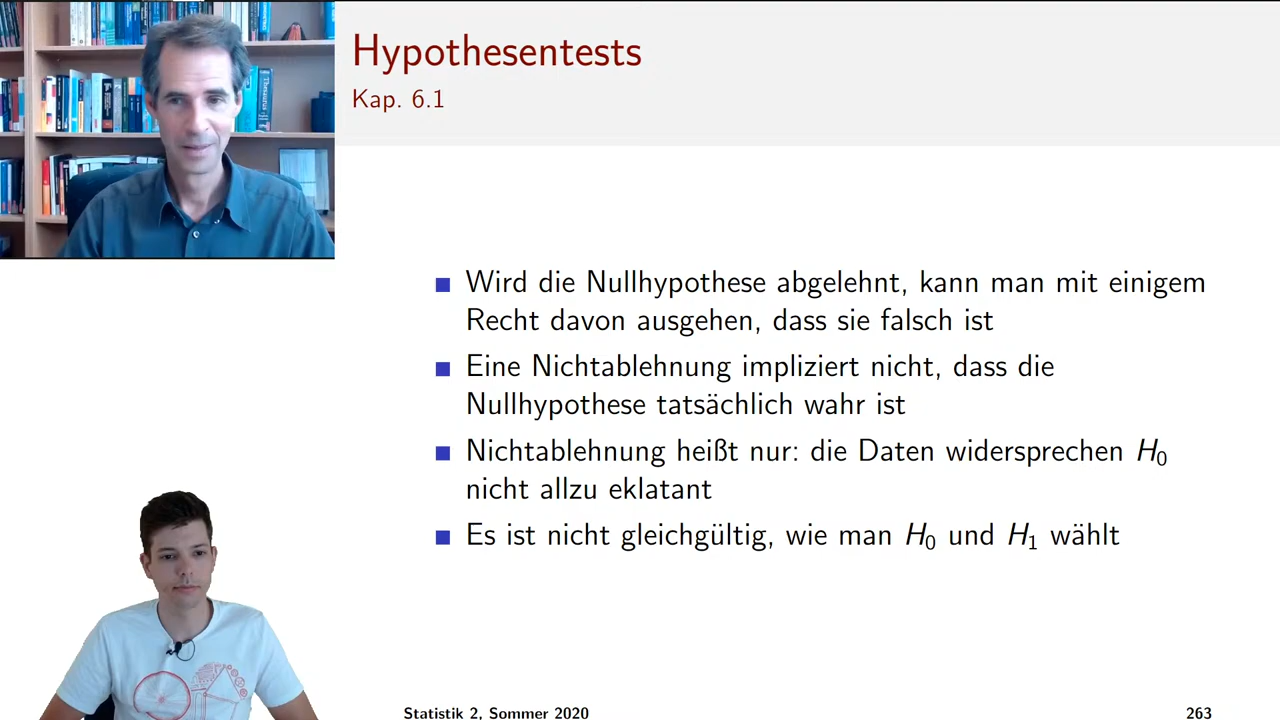 Hypothesentests
Kap. 6.1
Wird die Nullhypothese abgelehnt, kann man mit einigem
Recht davon ausgehen, dass sie falsch ist
Eine Nichtablehnung impliziert nicht, dass die
Nullhypothese tatsächlich wahr ist
Nichtablehnung heißt nur: die Daten widersprechen H₀
nicht allzu eklatant
Es ist nicht gleichgültig, wie man H₀ und H₁ wählt
Statistik 2, Sommer 2020
263